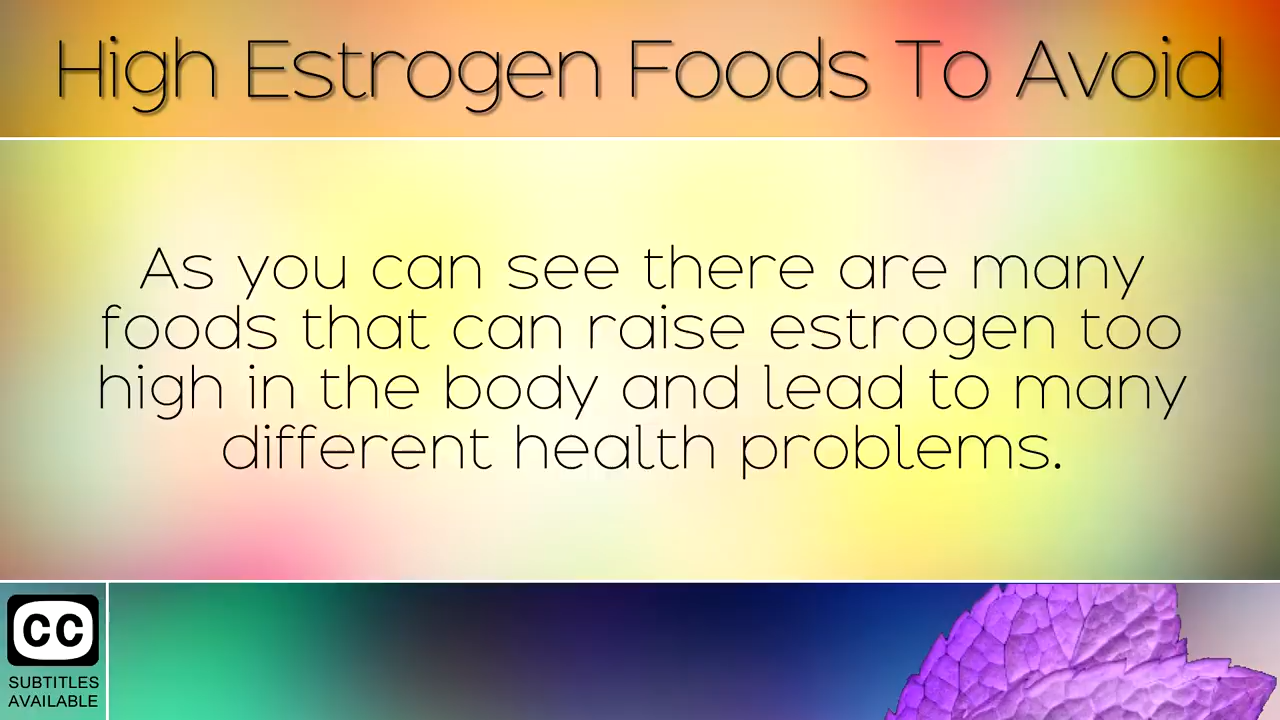 High Estrogen Foods To Avoid
As you can see there are many
foods that can raise estrogen too
high in the body and lead to many
different health problems.
CC
SUBTITLES
AVAILABLE